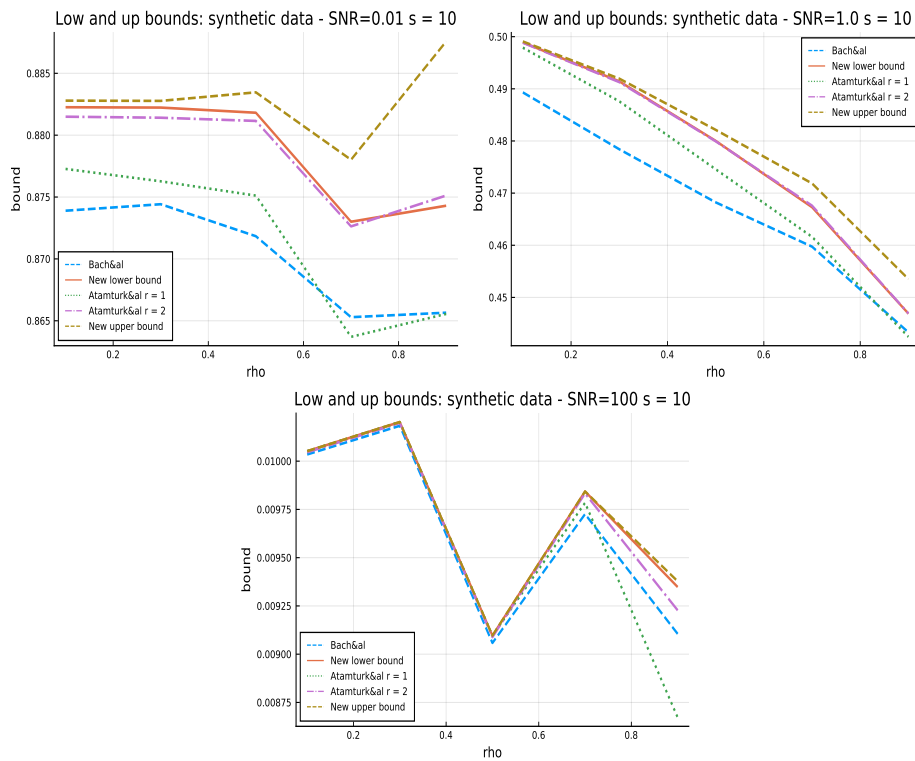 Low and up bounds: synthetic data - SNR=0.01 s = 10
0.885
0.880
0.875
0.870
0.865
bound
Bach&al
New lower bound
Atamturk&al r = 1
Atamturk&al r = 2
New upper bound
0.2
0.4
0.6
0.8
rho
Low and up bounds: synthetic data - SNR=1.0 s = 10
0.50
0.49
0.48
0.47
0.46
0.45
bound
Bach&al
New lower bound
Atamturk&al r = 1
Atamturk&al r = 2
New upper bound
0.2
0.4
0.6
0.8
rho
Low and up bounds: synthetic data - SNR=100 s = 10
0.01000
0.00975
0.00950
0.00925
0.00900
0.00875
bound
Bach&al
New lower bound
Atamturk&al r = 1
Atamturk&al r = 2
New upper bound
0.2
0.4
0.6
0.8
rho